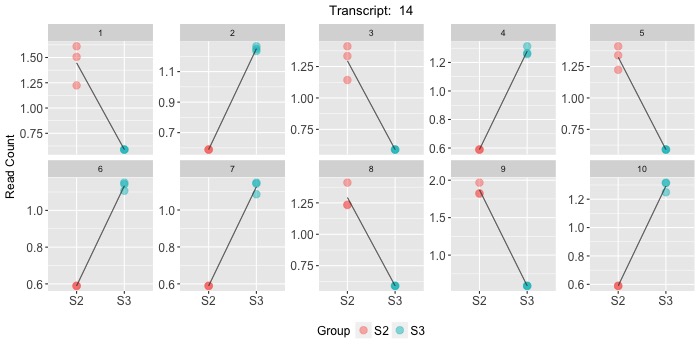 Transcript:  14
1 2 3 4 5
1.50 1.25 1.00 0.75
1.1 0.9 0.7
1.25 1.00 0.75
1.2 1.0 0.8 0.6
1.25 1.00 0.75
Read Count
6 7 8 9 10
1.0 0.8 0.6
1.0 0.8 0.6
1.25 1.00 0.75
2.0 1.5 1.0
1.2 1.0 0.8 0.6
S2 S3 S2 S3 S2 S3 S2 S3 S2 S3
Group S2 S3